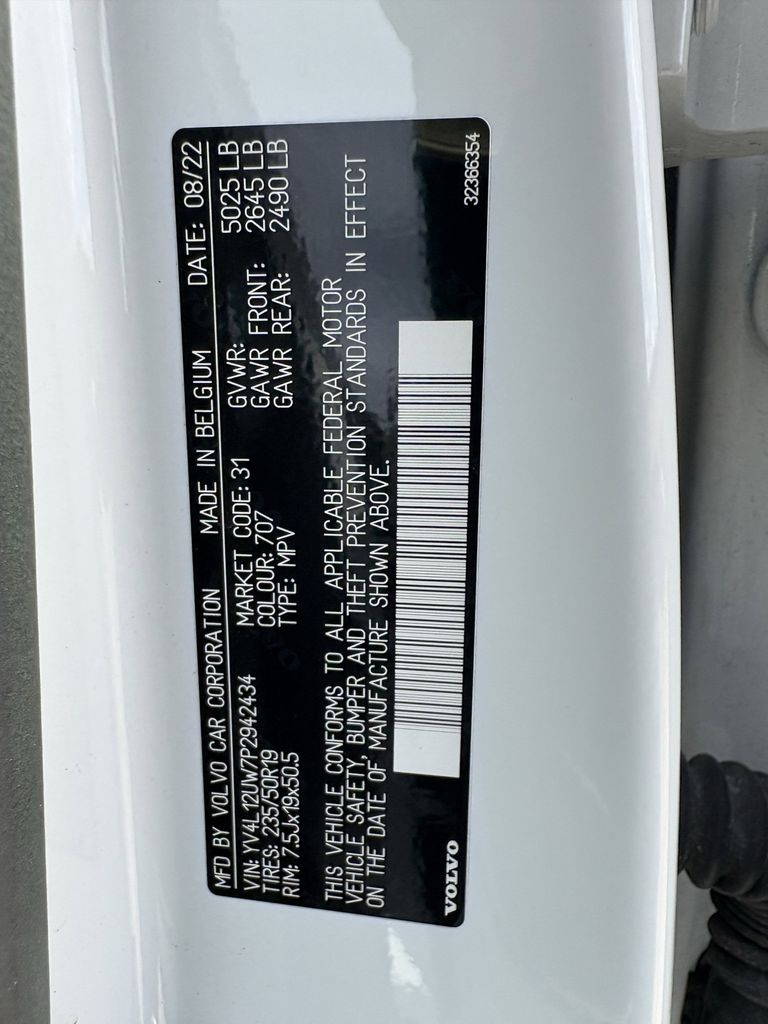 MFD BY VOLVO CAR CORPORATION MADE IN BELGIUM DATE: 08/22
VIN: YV4L12UW7P2942434 MARKET CODE: 31 GVWR: 5025 LB
TIRES: 235/50R19 COLOUR: 707 GAWR FRONT: 2645 LB
RIM: 7.5Jx19x50.5 TYPE: MPV GAWR REAR: 2490 LB
THIS VEHICLE CONFORMS TO ALL APPLICABLE FEDERAL MOTOR
VEHICLE SAFETY, BUMPER AND THEFT PREVENTION STANDARDS IN EFFECT
ON THE DATE OF MANUFACTURE SHOWN ABOVE.
VOLVO 32366354